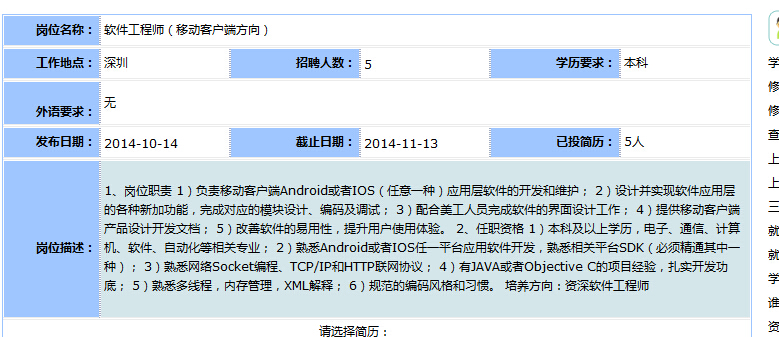 岗位名称： 软件工程师（移动客户端方向）
工作地点： 深圳 招聘人数： 5 学历要求： 本科
外语要求： 无
发布日期： 2014-10-14 截止日期： 2014-11-13 已投简历： 5人
岗位描述：
1、岗位职责 1）负责移动客户端Android或者IOS（任意一种）应用层软件的开发和维护； 2）设计并实现软件应用层
的各种新加功能，完成对应的模块设计、编码及调试； 3）配合美工人员完成软件的界面设计工作； 4）提供移动客户端
产品设计开发文档； 5）改善软件的易用性，提升用户使用体验。 2、任职资格 1）本科及以上学历，电子、通信、计算
机、软件、自动化等相关专业； 2）熟悉Android或者IOS任一平台应用软件开发，熟悉相关平台SDK（必须精通其中一
种）； 3）熟悉网络Socket编程、TCP/IP和HTTP联网协议； 4）有JAVA或者Objective C的项目经验，扎实开发功
底； 5）熟悉多线程，内存管理，XML解释； 6）规范的编码风格和习惯。 培养方向：资深软件工程师
请选择简历：
学
修
修
查
上
上
三
就
就
学
谁
资